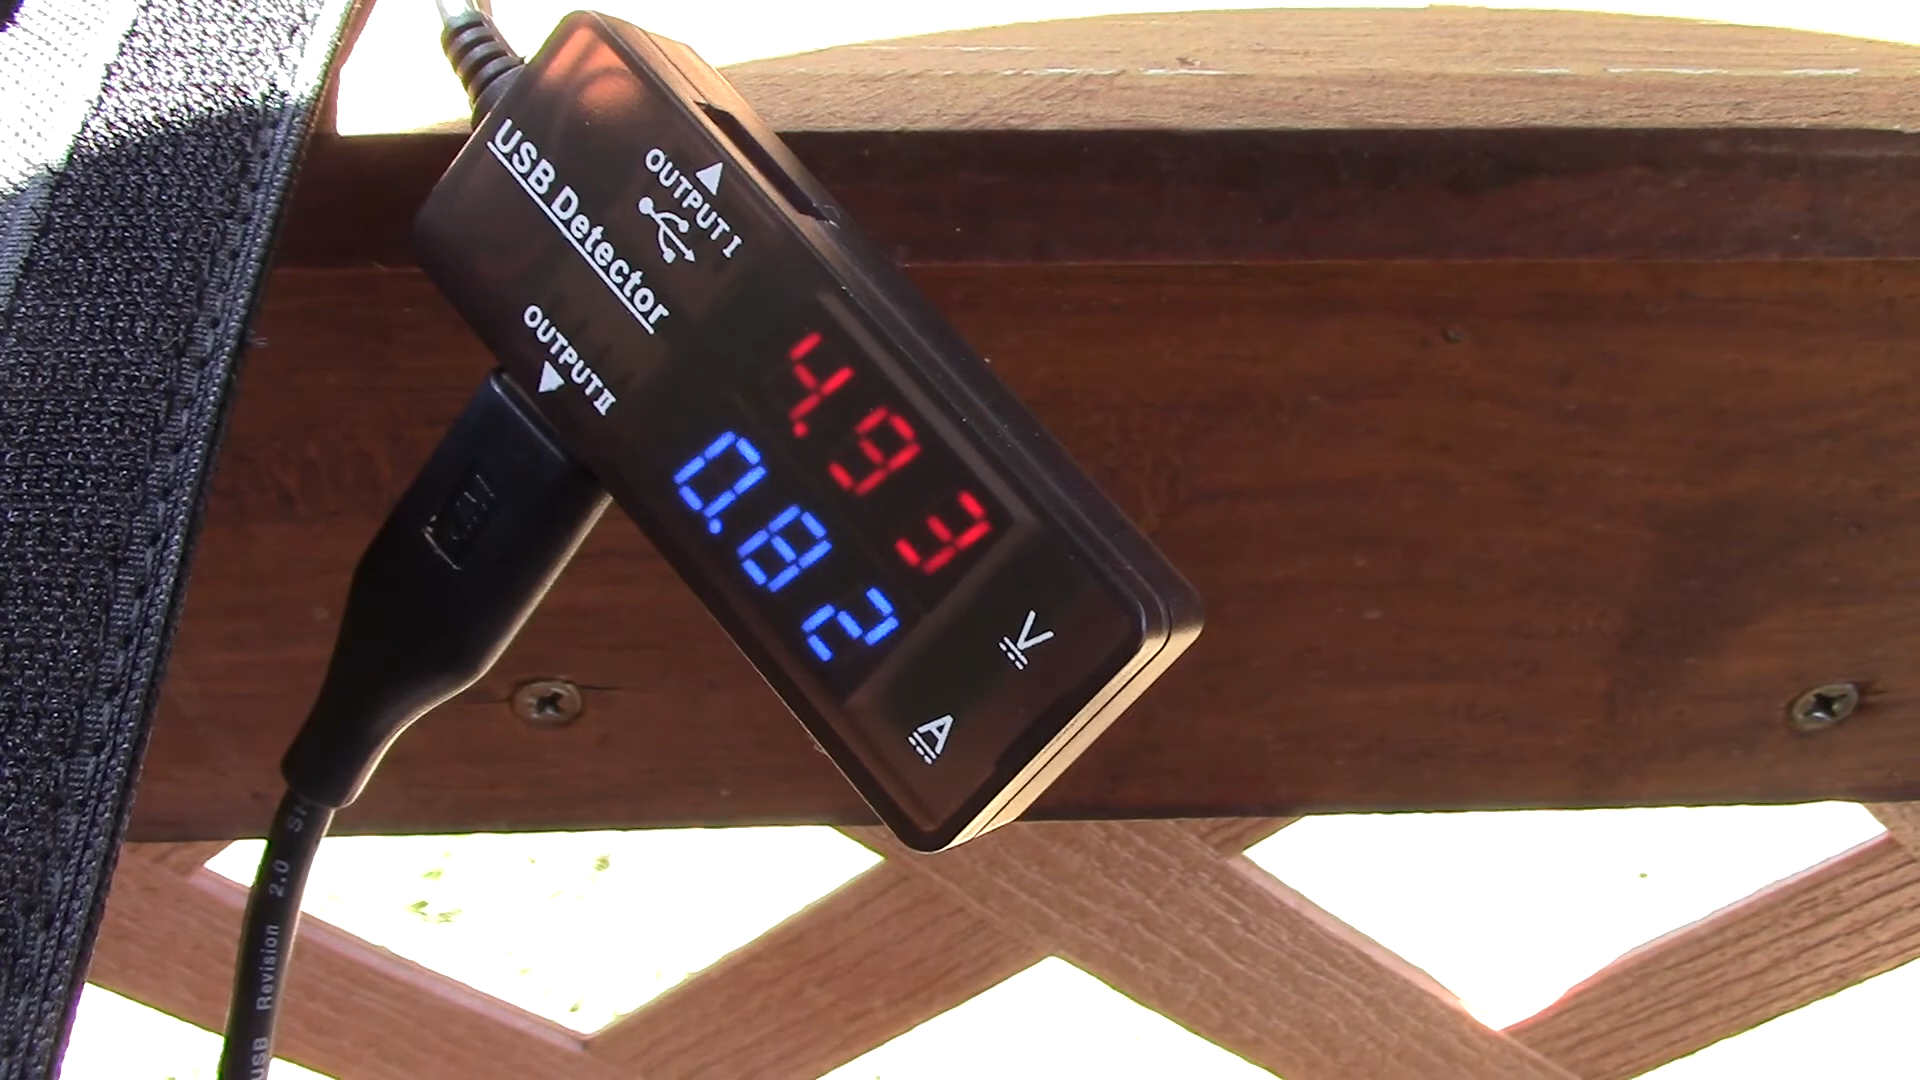 USB Detector
OUTPUT I
OUTPUT II
4.93
0.82
V
A
USB Revision 2.0